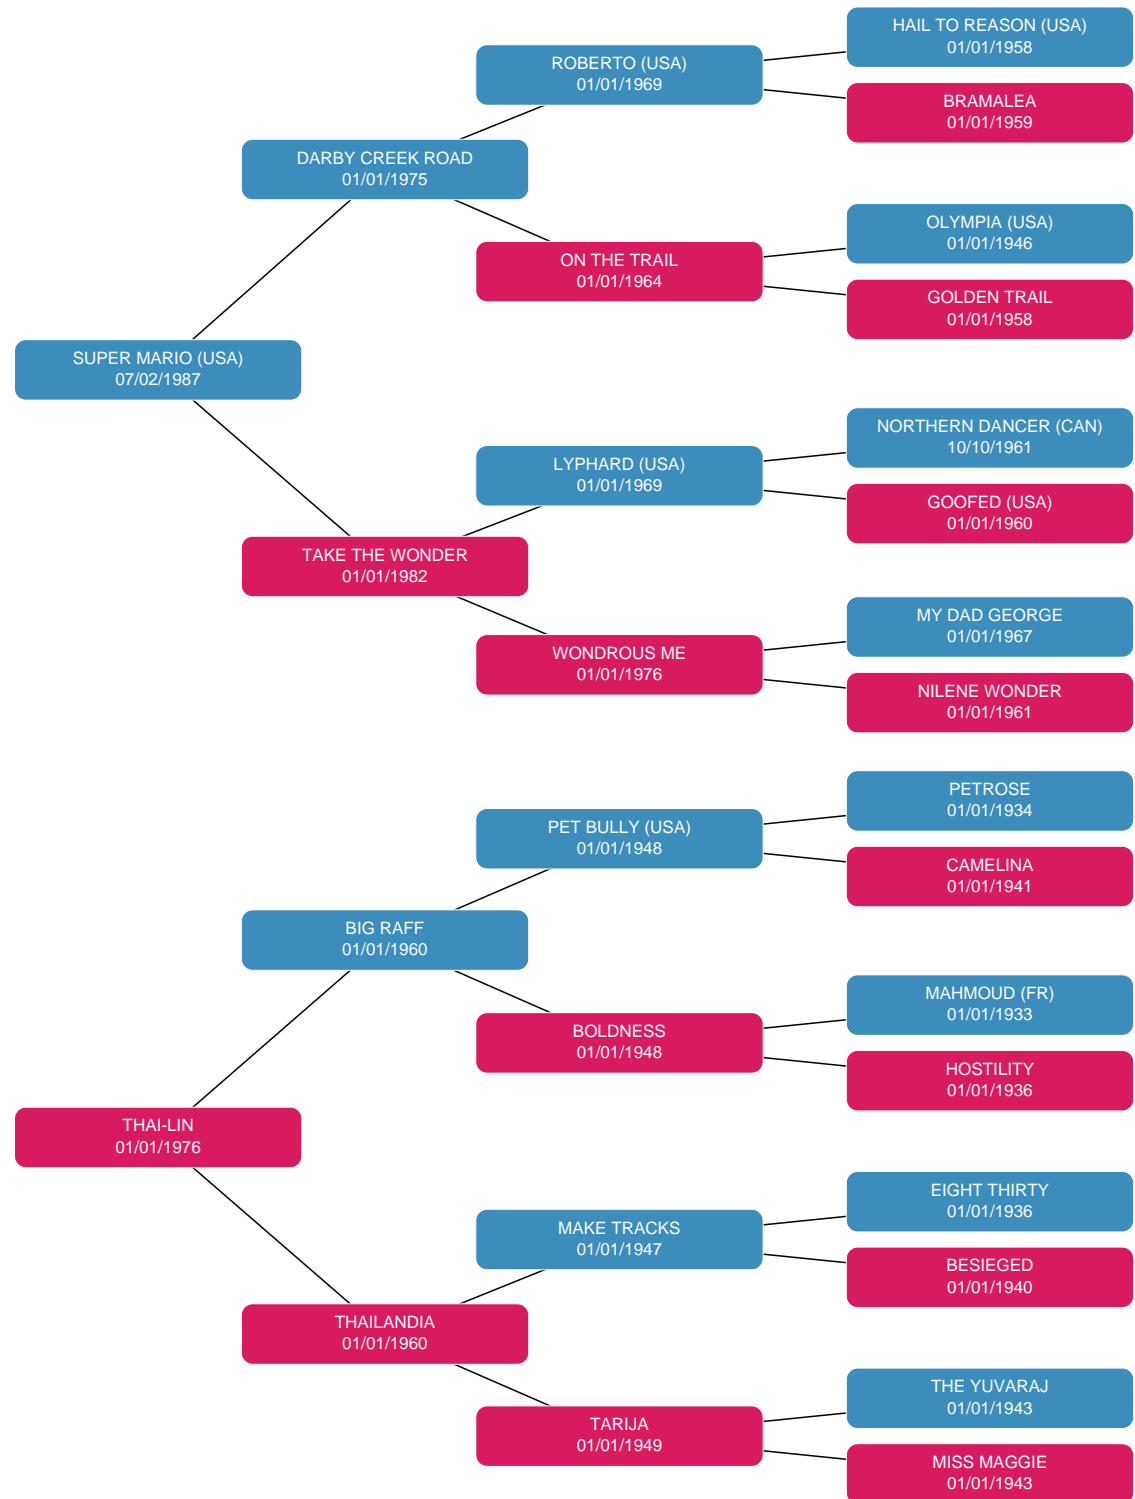 HAIL TO REASON (USA)
01/01/1958
ROBERTO (USA)
01/01/1969
BRAMALEA
01/01/1959
DARBY CREEK ROAD
01/01/1975
OLYMPIA (USA)
01/01/1946
ON THE TRAIL
01/01/1964
GOLDEN TRAIL
01/01/1958
SUPER MARIO (USA)
07/02/1987
NORTHERN DANCER (CAN)
10/10/1961
LYPHARD (USA)
01/01/1969
GOOFED (USA)
01/01/1960
TAKE THE WONDER
01/01/1982
MY DAD GEORGE
01/01/1967
WONDROUS ME
01/01/1976
NILENE WONDER
01/01/1961
PETROSE
01/01/1934
PET BULLY (USA)
01/01/1948
CAMELINA
01/01/1941
BIG RAFF
01/01/1960
MAHMOUD (FR)
01/01/1933
BOLDNESS
01/01/1948
HOSTILITY
01/01/1936
THAI-LIN
01/01/1976
EIGHT THIRTY
01/01/1936
MAKE TRACKS
01/01/1947
BESIEGED
01/01/1940
THAILANDIA
01/01/1960
THE YUVARAJ
01/01/1943
TARIJA
01/01/1949
MISS MAGGIE
01/01/1943